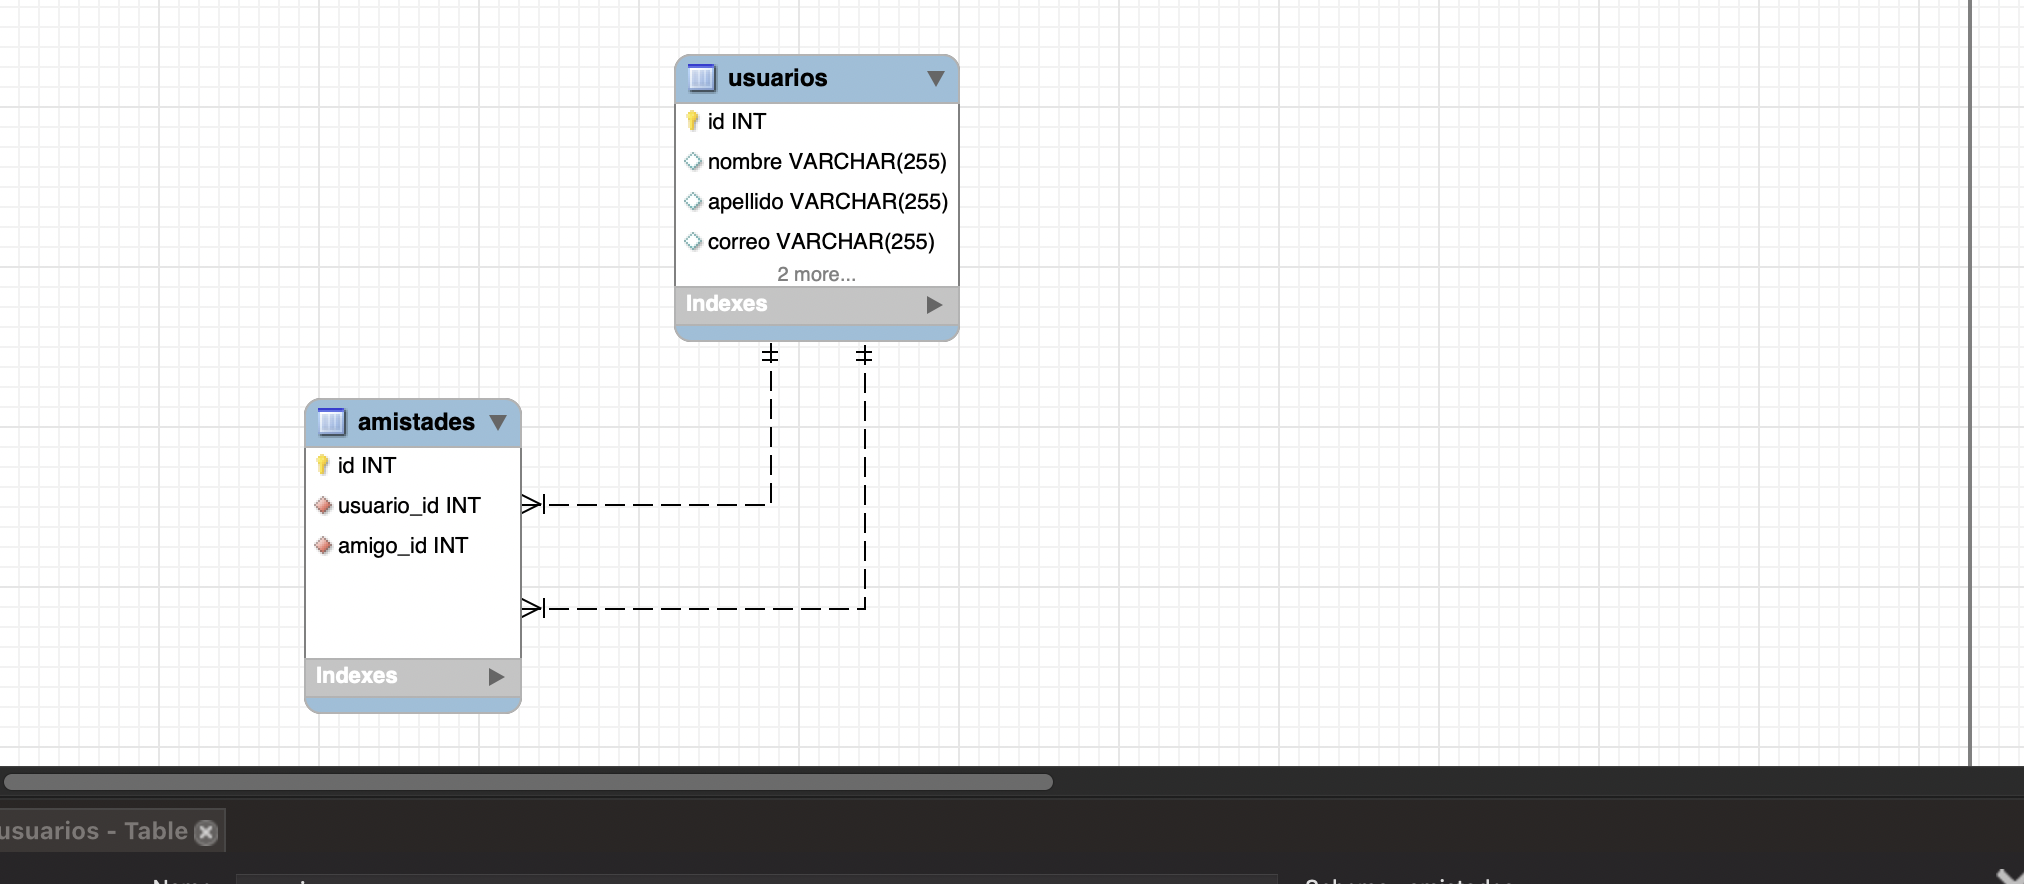 usuarios
id INT
nombre VARCHAR(255)
apellido VARCHAR(255)
correo VARCHAR(255)
2 more...
Indexes
amistades
id INT
usuario_id INT
amigo_id INT
Indexes
usuarios - Table